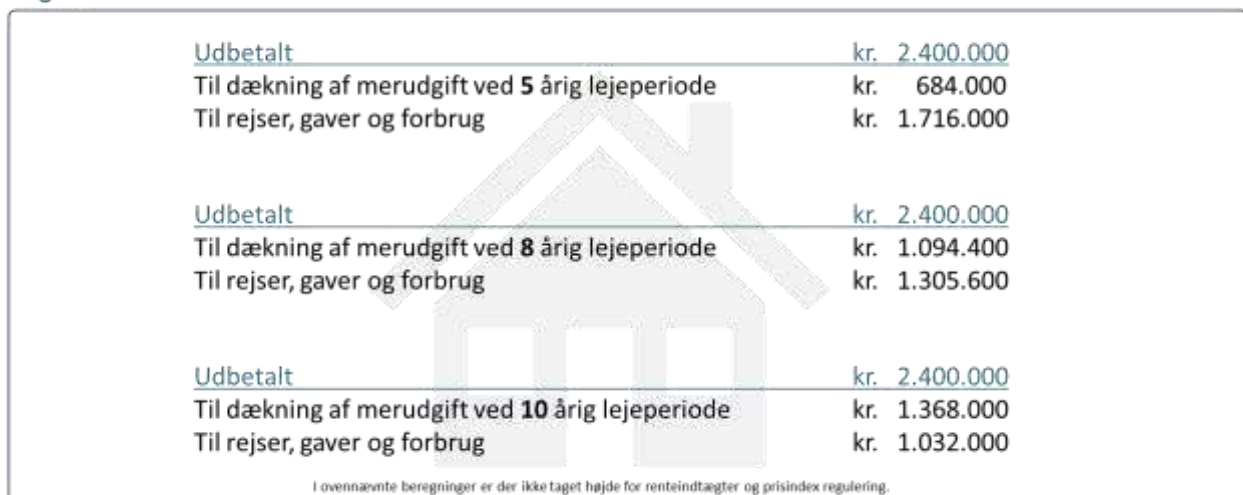 Udbetalt kr. 2.400.000
Til dækning af merudgift ved 5 årig lejeperiode kr. 684.000
Til rejser, gaver og forbrug kr. 1.716.000
Udbetalt kr. 2.400.000
Til dækning af merudgift ved 8 årig lejeperiode kr. 1.094.400
Til rejser, gaver og forbrug kr. 1.305.600
Udbetalt kr. 2.400.000
Til dækning af merudgift ved 10 årig lejeperiode kr. 1.368.000
Til rejser, gaver og forbrug kr. 1.032.000
I ovennævnte beregninger er der ikke taget højde for renteindtægter og prisindex regulering.